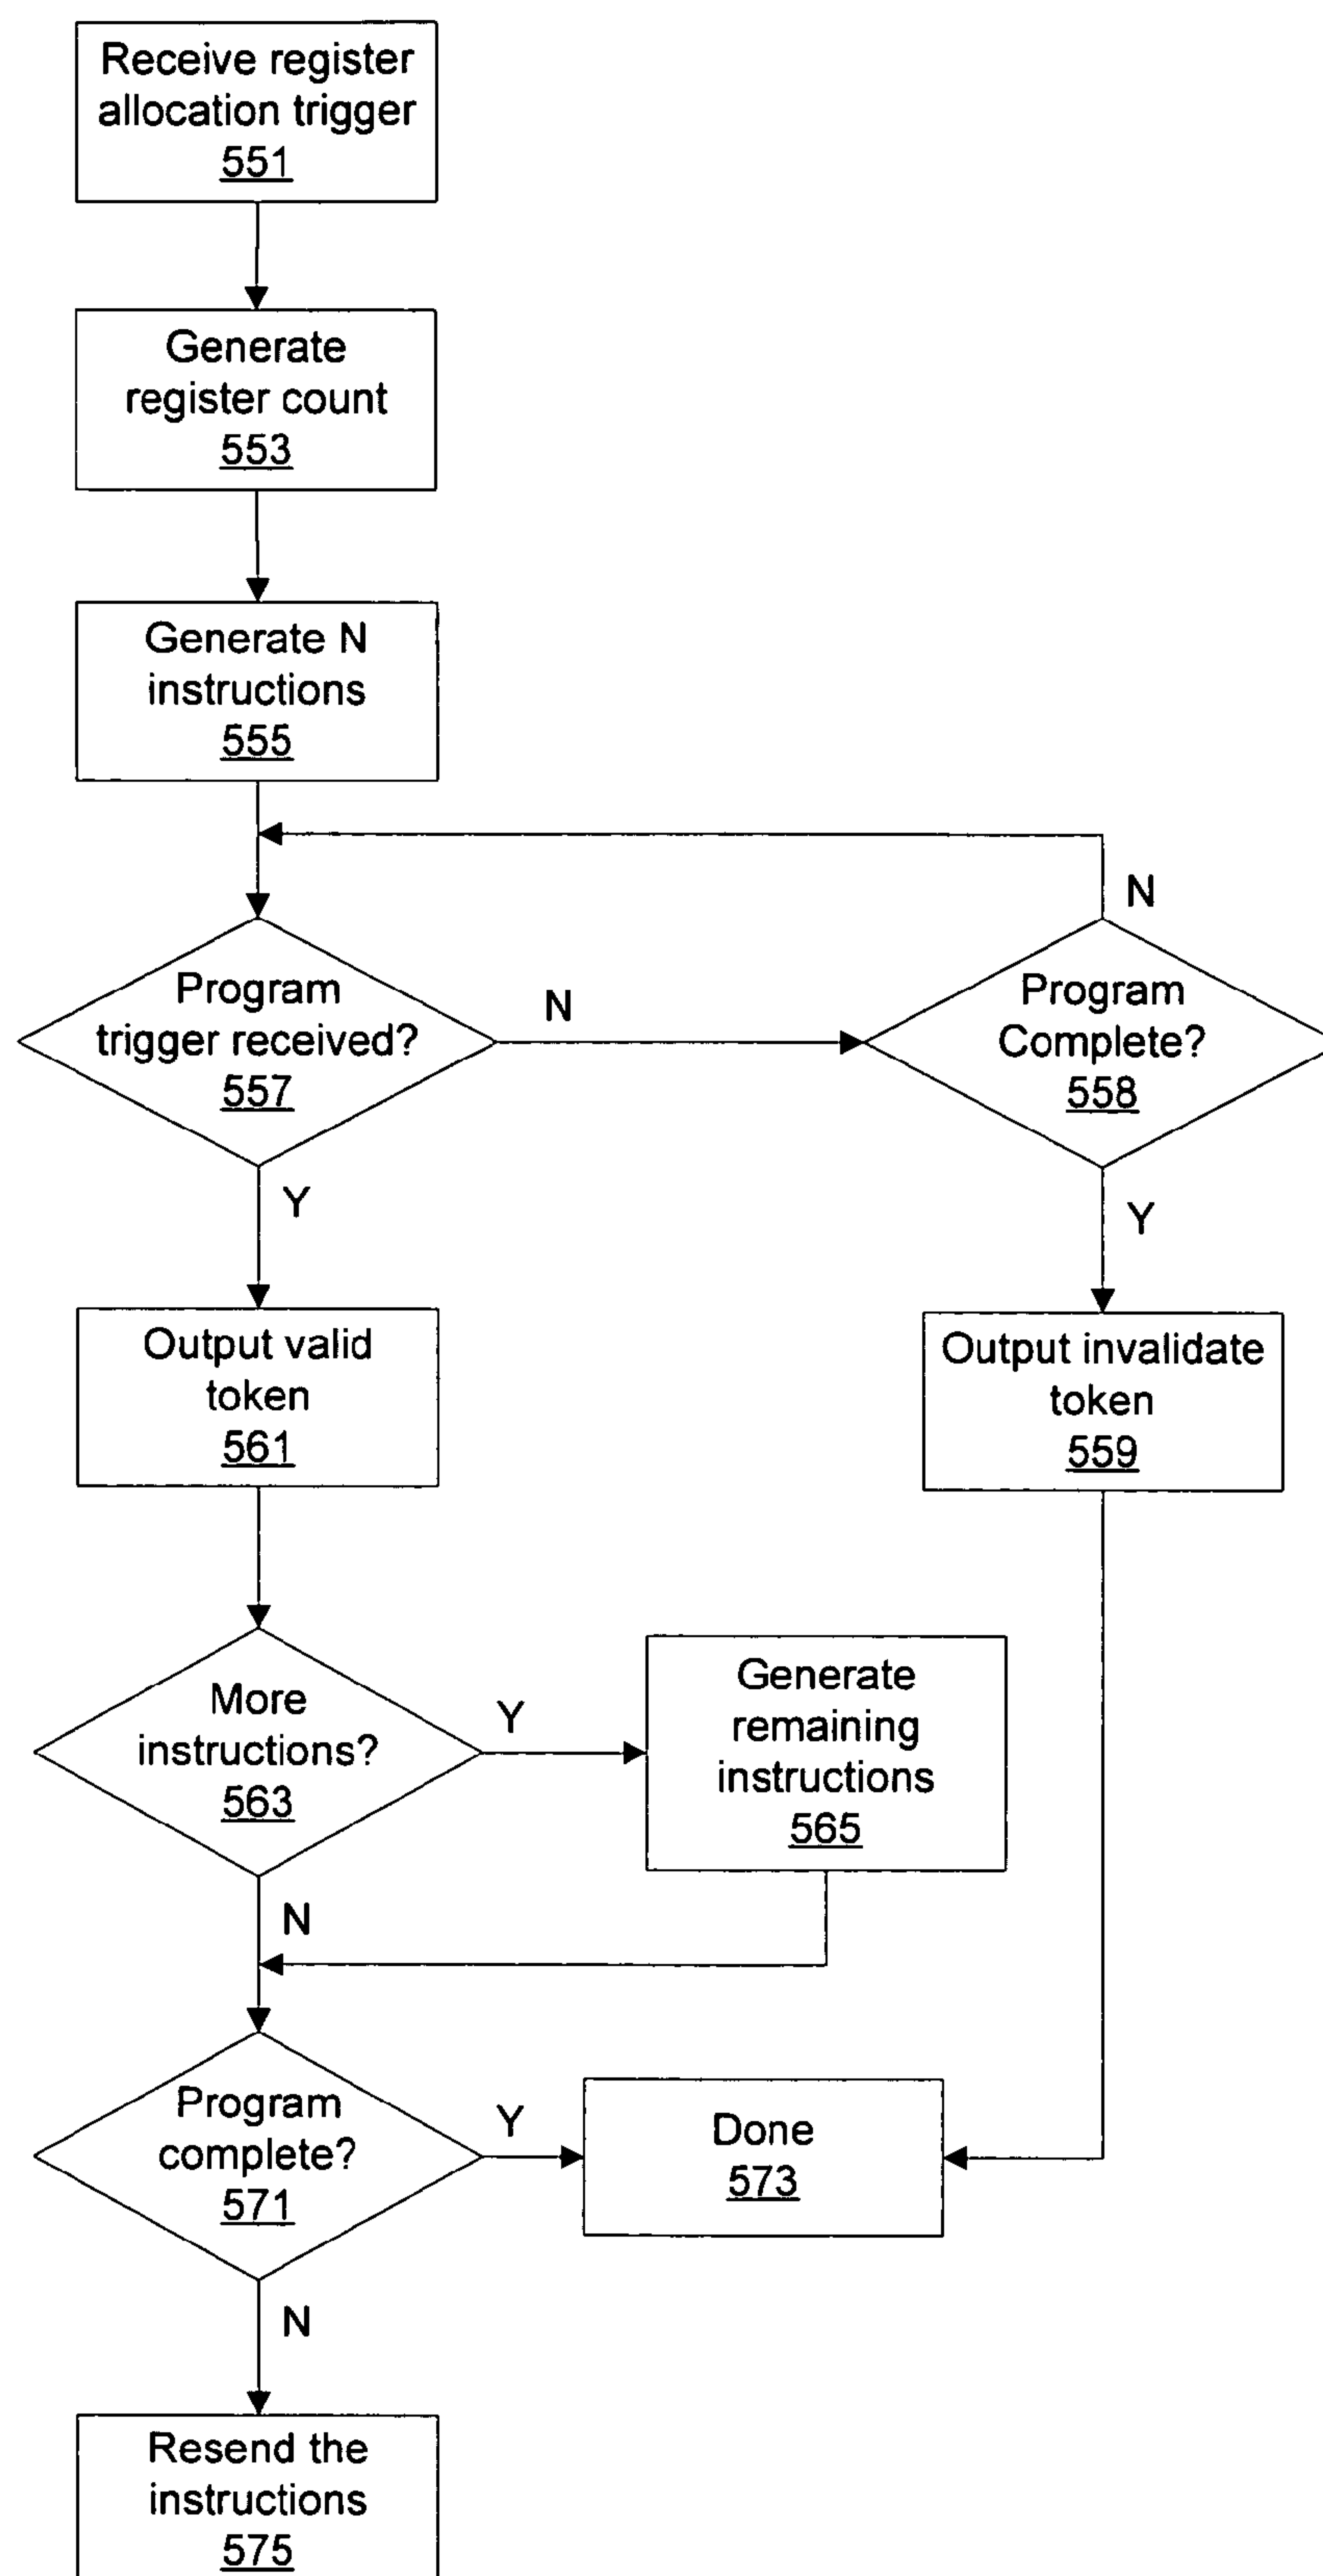 Receive register
allocation trigger
551
Generate
register count
553
Generate N
instructions
555
N
Program
trigger received?
557
N
Program
Complete?
558
Y
Y
Output valid
token
561
Output invalidate
token
559
More
instructions?
563
Y
Generate
remaining
instructions
565
N
Program
complete?
571
Y
Done
573
N
Resend the
instructions
575